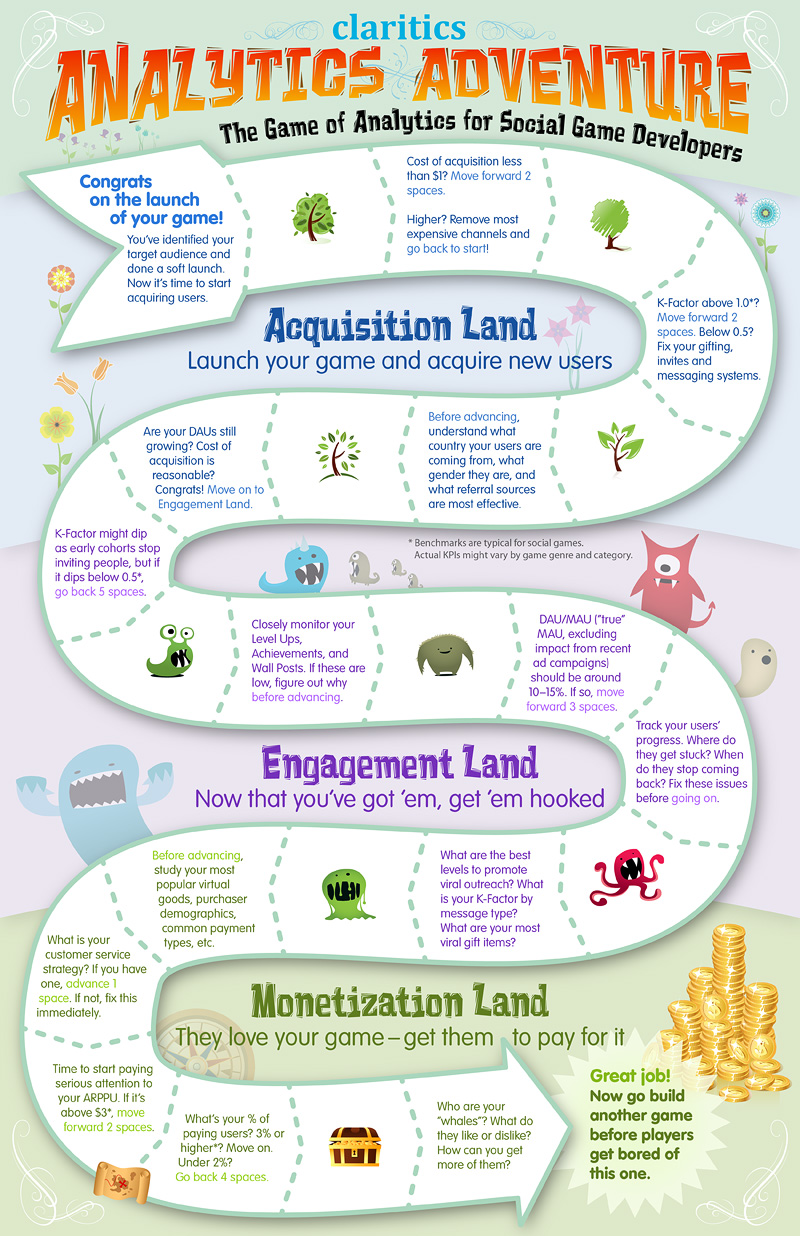 claritics
ANALYTICS ADVENTURE
The Game of Analytics for Social Game Developers
Congrats
on the launch
of your game!
You've identified your
target audience and
done a soft launch.
Now it's time to start
acquiring users.
Cost of acquisition less
than $1? Move forward 2
spaces.
Higher? Remove most
expensive channels and
go back to start!
K-Factor above 1.0*?
Move forward 2
spaces. Below 0.5?
Fix your gifting,
invites and
messaging systems.
Acquisition Land
Launch your game and acquire new users
Before advancing,
understand what
country your users are
coming from, what
gender they are, and
what referral sources
are most effective.
Are your DAUs still
growing? Cost of
acquisition is
reasonable?
Congrats! Move on to
Engagement Land.
K-Factor might dip
as early cohorts stop
inviting people, but if
it dips below 0.5*,
go back 5 spaces.
* Benchmarks are typical for social games.
Actual KPIs might vary by game genre and category.
Closely monitor your
Level Ups,
Achievements, and
Wall Posts. If these are
low, figure out why
before advancing.
DAU/MAU ("true"
MAU, excluding
impact from recent
ad campaigns)
should be around
10–15%. If so, move
forward 3 spaces.
Track your users'
progress. Where do
they get stuck? When
do they stop coming
back? Fix these issues
before going on.
Engagement Land
Now that you've got 'em, get 'em hooked
What are the best
levels to promote
viral outreach? What
is your K-Factor by
message type?
What are your most
viral gift items?
Before advancing,
study your most
popular virtual
goods, purchaser
demographics,
common payment
types, etc.
What is your
customer service
strategy? If you have
one, advance 1
space. If not, fix this
immediately.
Monetization Land
They love your game – get them to pay for it
Time to start paying
serious attention to
your ARPPU. If it's
above $3*, move
forward 2 spaces.
What's your % of
paying users? 3% or
higher*? Move on.
Under 2%?
Go back 4 spaces.
Who are your
"whales"? What do
they like or dislike?
How can you get
more of them?
Great job!
Now go build
another game
before players
get bored of
this one.